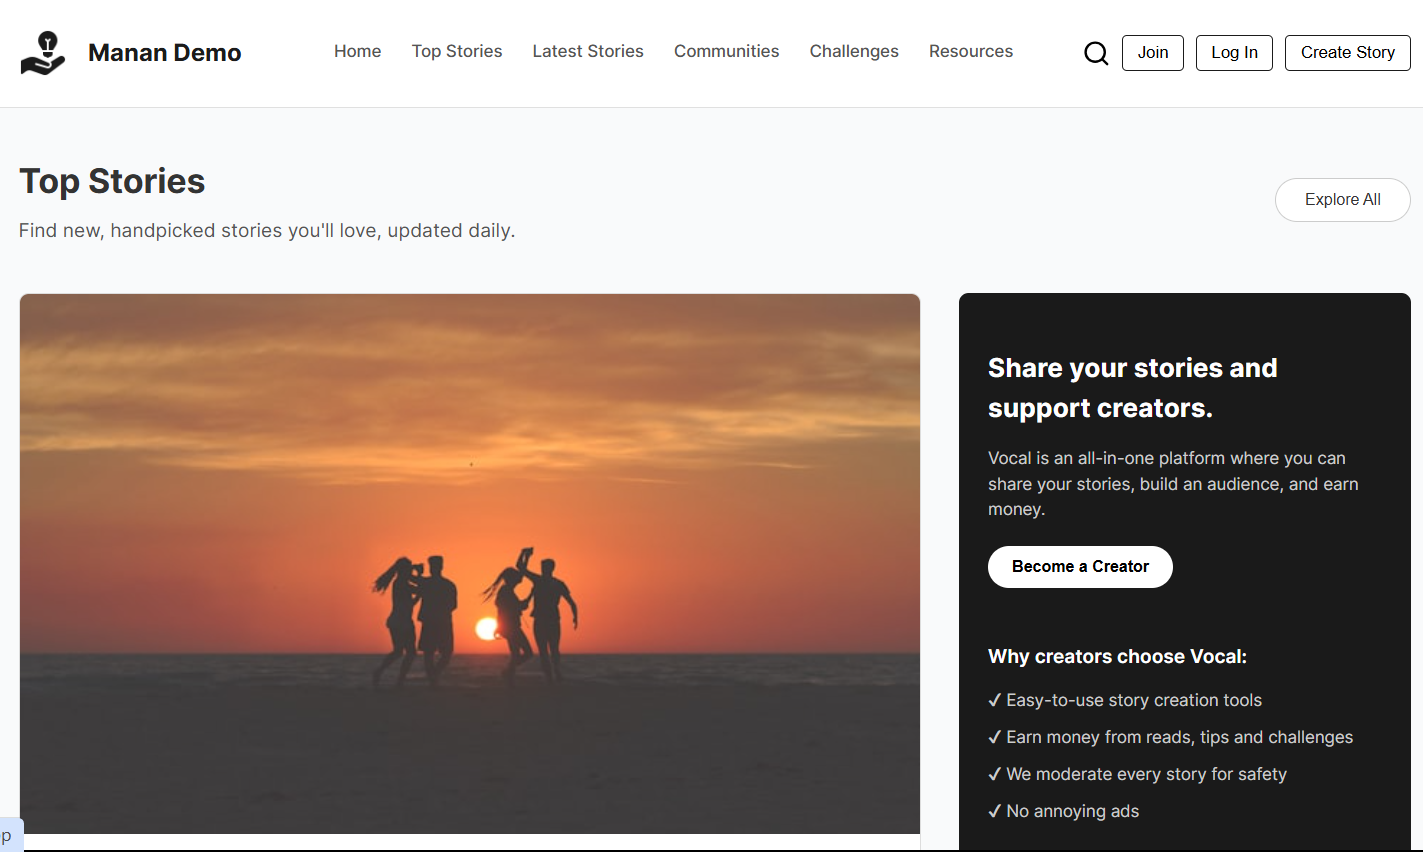 Manan Demo
Home Top Stories Latest Stories Communities Challenges Resources
Join Log In Create Story
Top Stories
Find new, handpicked stories you'll love, updated daily.
Explore All
Share your stories and
support creators.
Vocal is an all-in-one platform where you can
share your stories, build an audience, and earn
money.
Become a Creator
Why creators choose Vocal:
✓ Easy-to-use story creation tools
✓ Earn money from reads, tips and challenges
✓ We moderate every story for safety
✓ No annoying ads